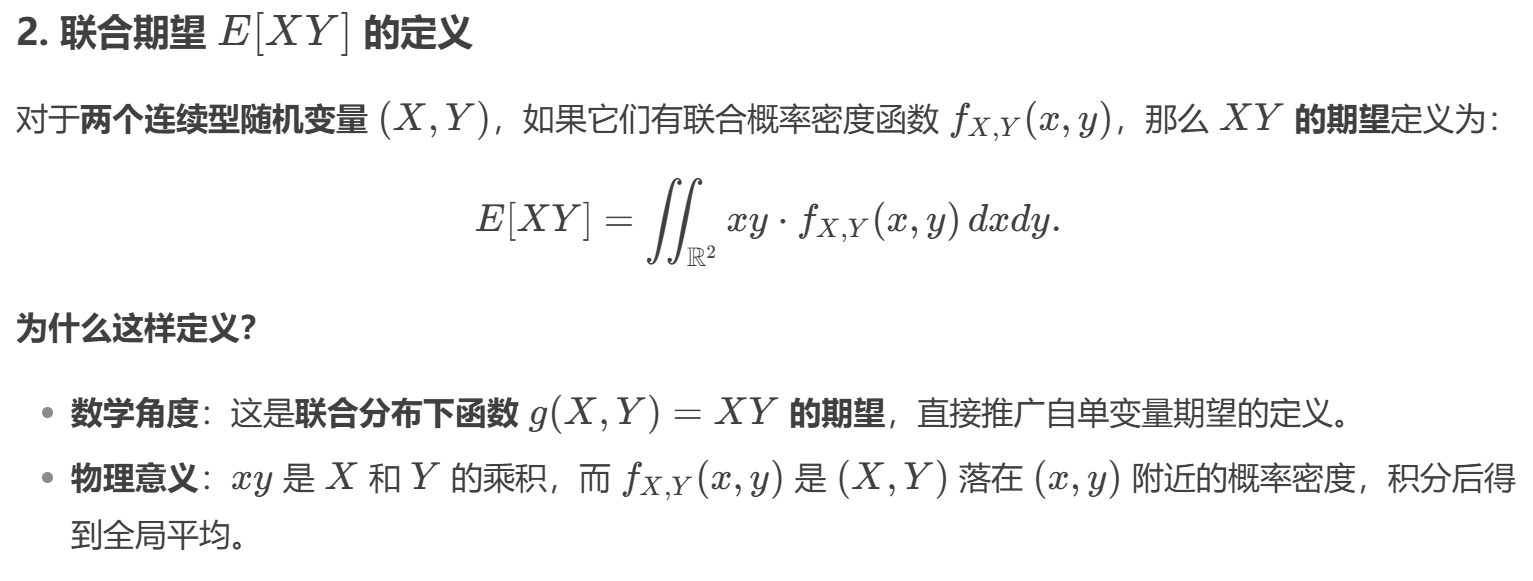 2. 联合期望 E[XY] 的定义
对于两个连续型随机变量 (X, Y)，如果它们有联合概率密度函数 f_{X,Y}(x, y)，那么 XY 的期望定义为：
E[XY] = ∬_{ℝ²} xy · f_{X,Y}(x, y) dxdy.
为什么这样定义？
• 数学角度：这是联合分布下函数 g(X, Y) = XY 的期望，直接推广自单变量期望的定义。
• 物理意义：xy 是 X 和 Y 的乘积，而 f_{X,Y}(x, y) 是 (X, Y) 落在 (x, y) 附近的概率密度，积分后得
到全局平均。